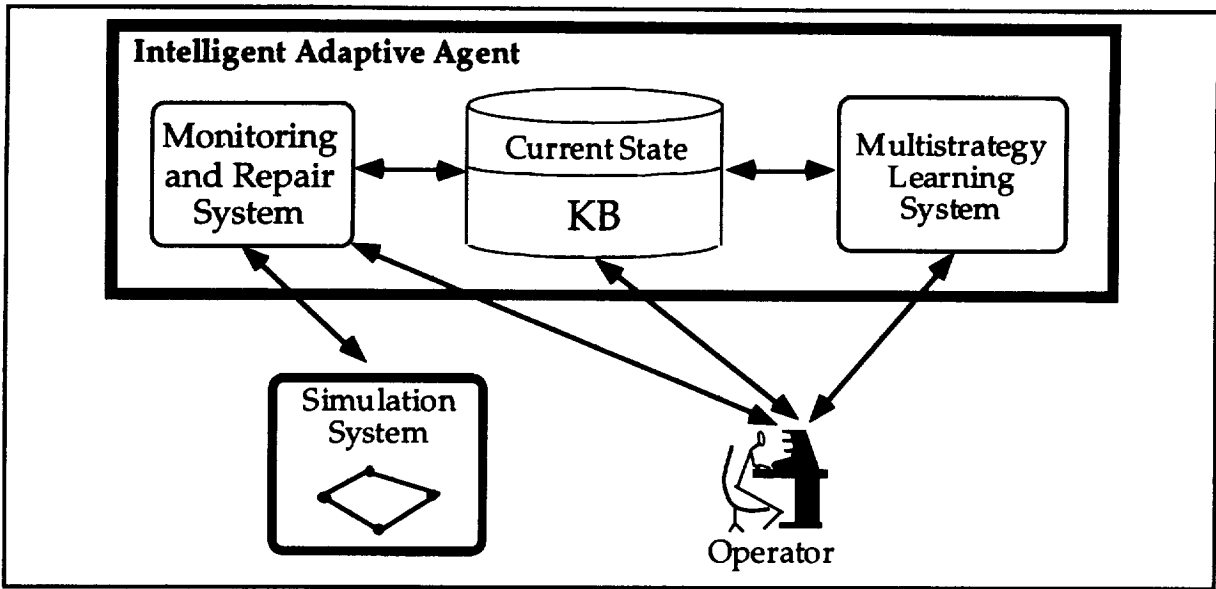 Intelligent Adaptive Agent
Monitoring
and Repair
System
Current State
KB
Multistrategy
Learning
System
Simulation
System
Operator